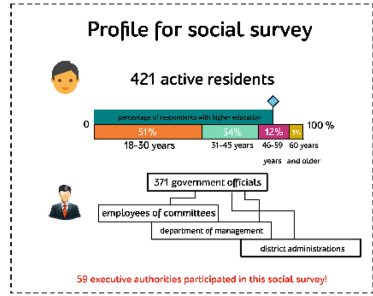 Profile for social survey
421 active residents
percentage of respondents with higher education
0 100 %
51% 34% 12% 3%
18-30 years 31-45 years 46-59 years 60 years and older
371 government officials
employees of committees
department of management
district administrations
59 executive authorities participated in this social survey!